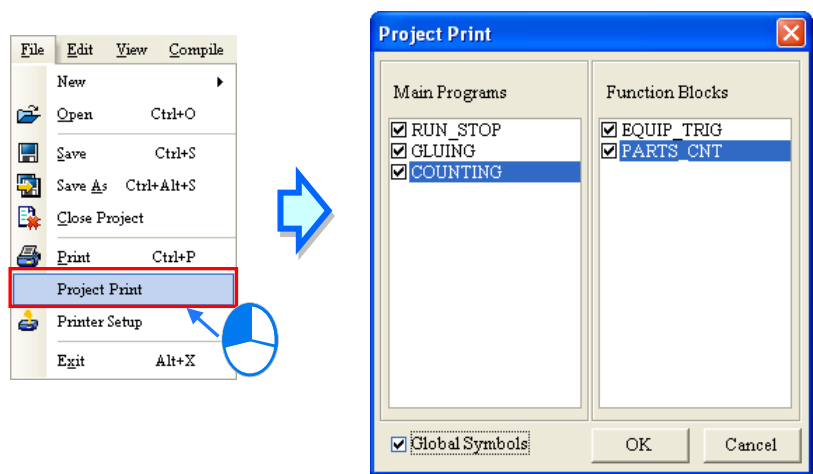 File Edit View Compile
New
Open Ctrl+O
Save Ctrl+S
Save As Ctrl+Alt+S
Close Project
Print Ctrl+P
Project Print
Printer Setup
Exit Alt+X
Project Print
Main Programs
RUN_STOP
GLUING
COUNTING
Function Blocks
EQUIP_TRIG
PARTS_CNT
Global Symbols
OK
Cancel